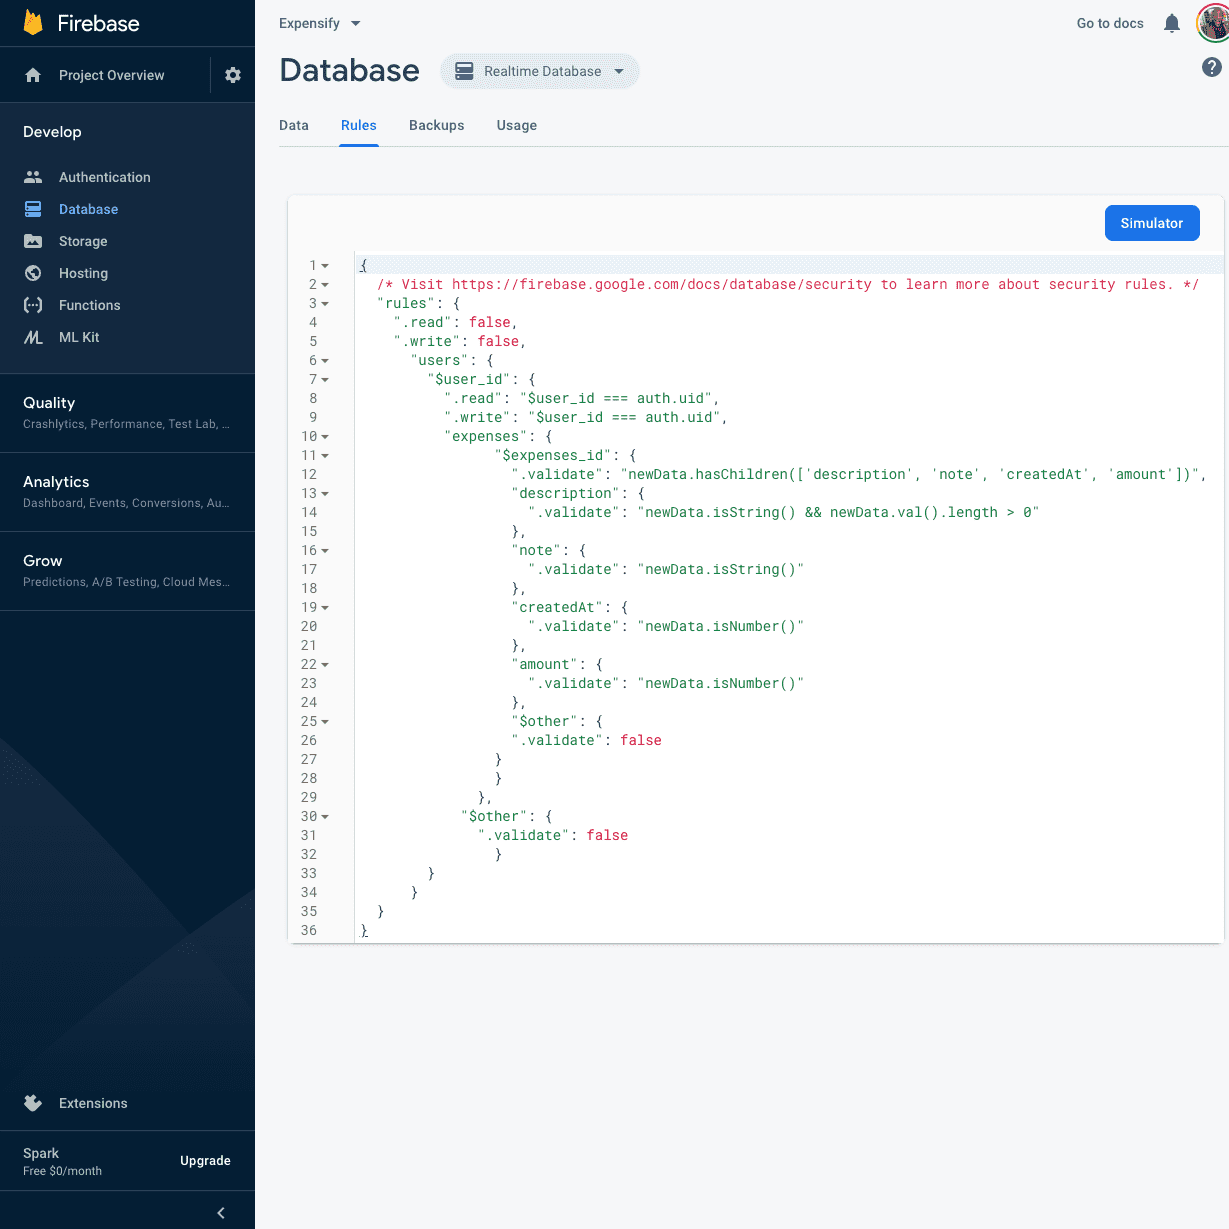 Firebase
Project Overview
Develop
Authentication
Database
Storage
Hosting
Functions
ML Kit
Quality
Crashlytics, Performance, Test Lab, ...
Analytics
Dashboard, Events, Conversions, Au...
Grow
Predictions, A/B Testing, Cloud Mes...
Extensions
Spark
Free $0/month
Upgrade
Expensify
Go to docs
Database
Realtime Database
Data Rules Backups Usage
Simulator
1 {
2 /* Visit https://firebase.google.com/docs/database/security to learn more about security rules. */
3 "rules": {
4 ".read": false,
5 ".write": false,
6 "users": {
7 "$user_id": {
8 ".read": "$user_id === auth.uid",
9 ".write": "$user_id === auth.uid",
10 "expenses": {
11 "$expenses_id": {
12 ".validate": "newData.hasChildren(['description', 'note', 'createdAt', 'amount'])",
13 "description": {
14 ".validate": "newData.isString() && newData.val().length > 0"
15 },
16 "note": {
17 ".validate": "newData.isString()"
18 },
19 "createdAt": {
20 ".validate": "newData.isNumber()"
21 },
22 "amount": {
23 ".validate": "newData.isNumber()"
24 },
25 "$other": {
26 ".validate": false
27 }
28 }
29 },
30 "$other": {
31 ".validate": false
32 }
33 }
34 }
35 }
36 }